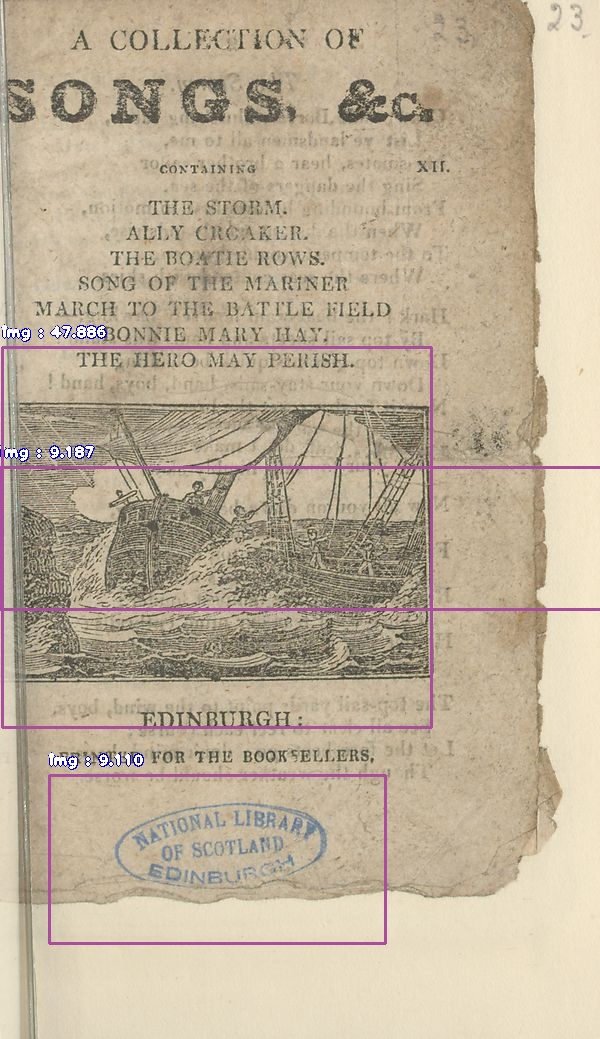 23
23
A COLLECTION OF
SONGS, &c.
CONTAINING XII.
THE STORM.
ALLY CROAKER.
THE BOATIE ROWS.
SONG OF THE MARINER
MARCH TO THE BATTLE FIELD
BONNIE MARY HAY.
THE HERO MAY PERISH.
img : 47.886
img : 9.187
EDINBURGH:
PRINTED FOR THE BOOKSELLERS,
img : 9.110
NATIONAL LIBRARY
OF SCOTLAND
EDINBURGH